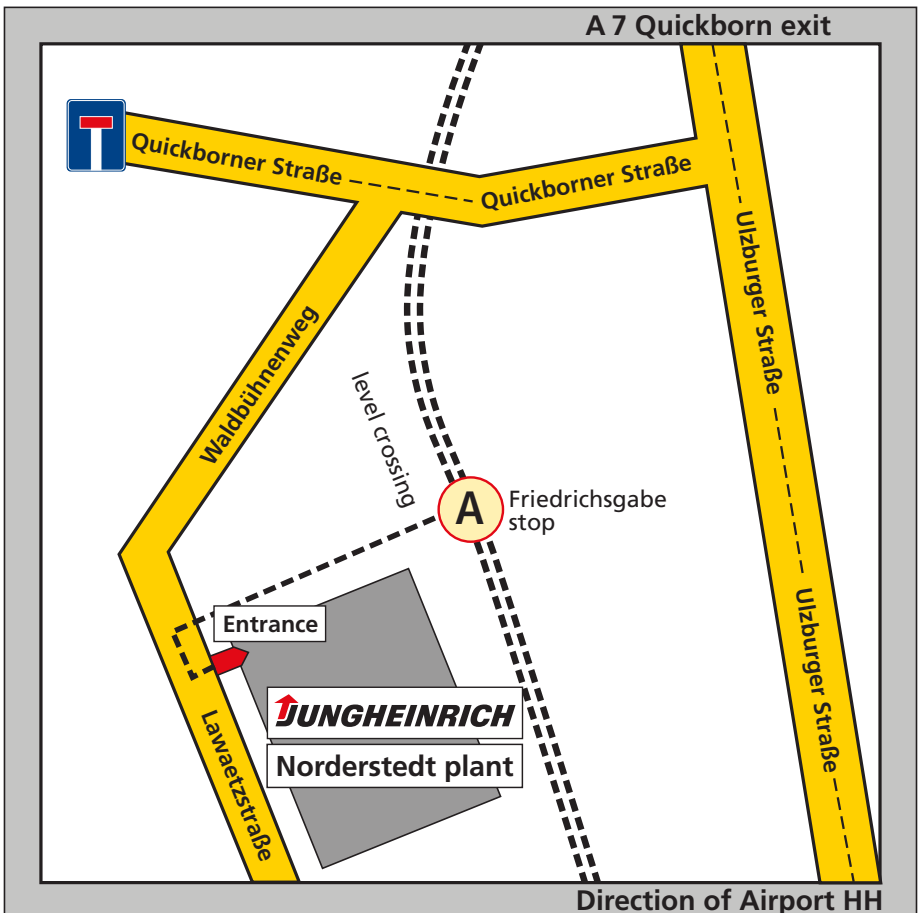 A 7 Quickborn exit
Quickborner Straße
Quickborner Straße
Ulzburger Straße
Waldbühnenweg
level crossing
A
Friedrichsgabe
stop
Entrance
Ulzburger Straße
JUNGHEINRICH
Norderstedt plant
Lawaetzstraße
Direction of Airport HH